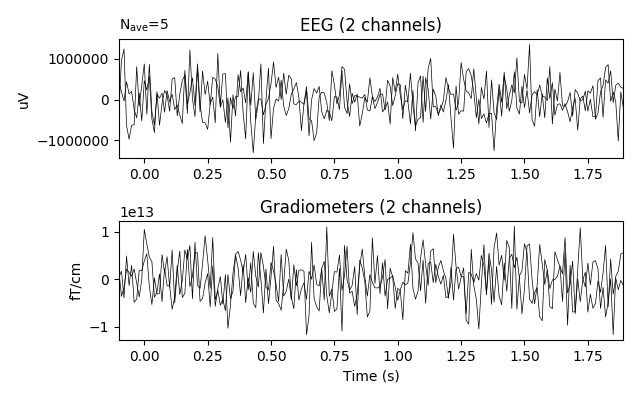 N_ave=5
EEG (2 channels)
1000000
0
−1000000
uV
0.00 0.25 0.50 0.75 1.00 1.25 1.50 1.75
1e13
Gradiometers (2 channels)
1
0
−1
fT/cm
0.00 0.25 0.50 0.75 1.00 1.25 1.50 1.75
Time (s)